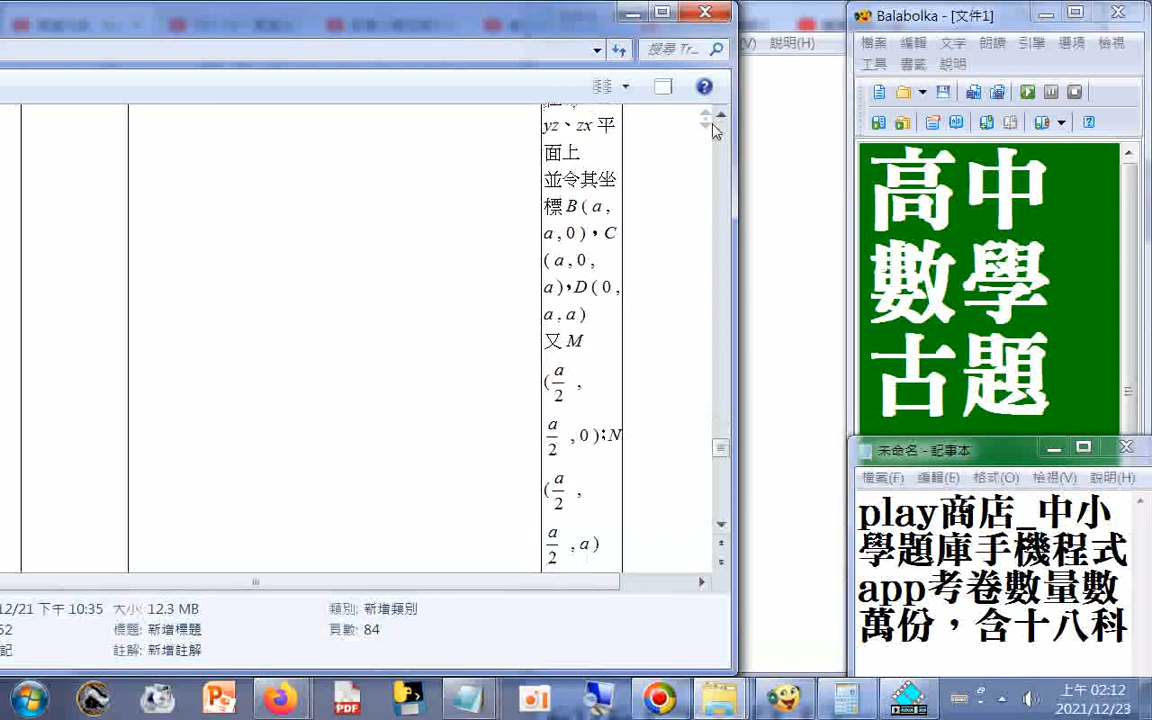 搜尋 Tr...
yz、zx 平
面上
並令其坐
標 B ( a ,
a , 0 )，C
( a , 0 ,
a )，D ( 0 ,
a , a )
又 M
(a/2 ,
a/2 , 0 )；N
(a/2 ,
a/2 , a )
12/21 下午 10:35 大小: 12.3 MB 類別: 新增類別
標題: 新增標題 頁數: 84
註解: 新增註解
(V) 說明(H)
Balabolka - [文件1]
檔案 編輯 文字 朗讀 引擎 選項 檢視
工具 書籤 說明
高中
數學
古題
未命名 - 記事本
檔案(F) 編輯(E) 格式(O) 檢視(V) 說明(H)
play商店_中小
學題庫手機程式
app考卷數量數
萬份，含十八科
PDF
上午 02:12
2021/12/23